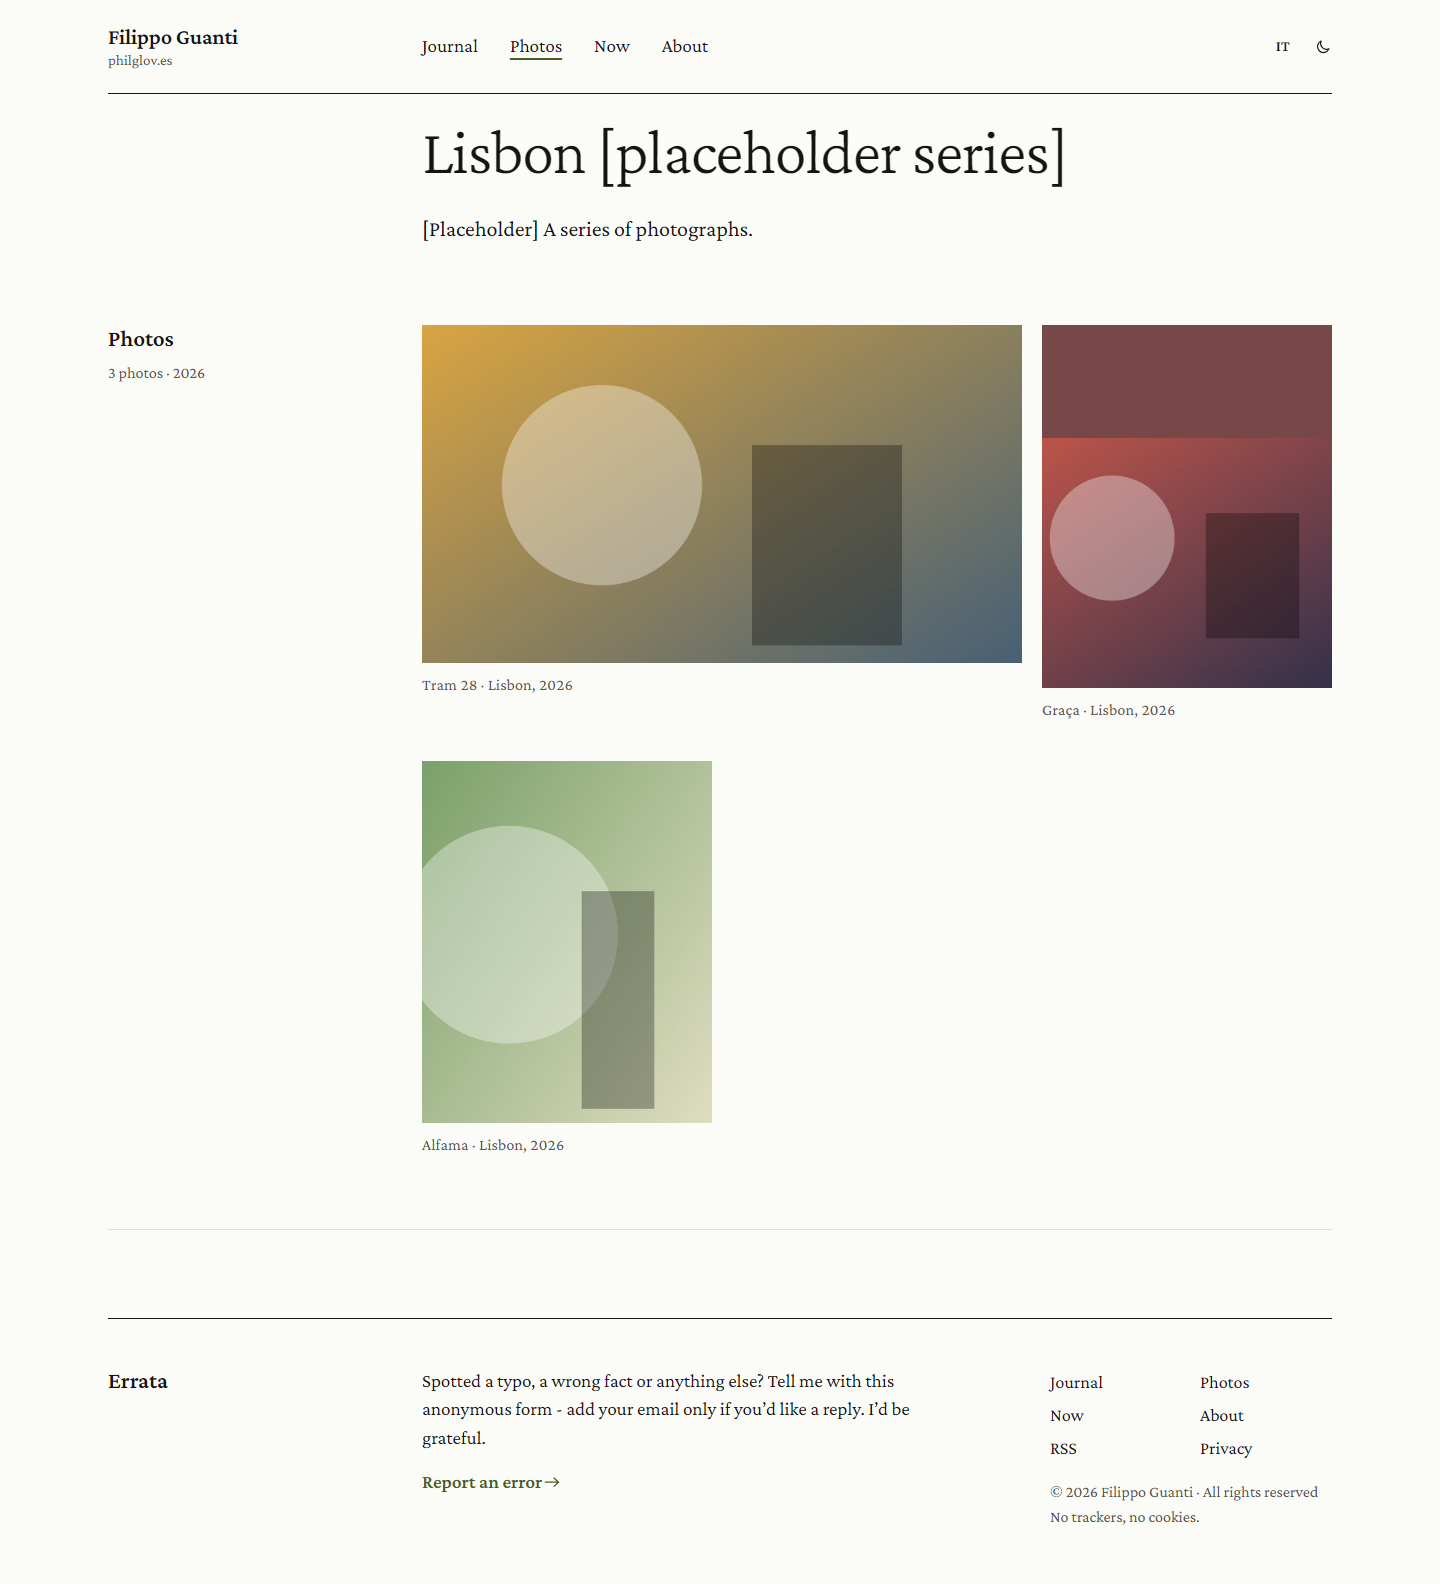 Filippo Guanti
philglov.es
Journal
Photos
Now
About
IT
Lisbon [placeholder series]
[Placeholder] A series of photographs.
Photos
3 photos · 2026
Tram 28 · Lisbon, 2026
Graça · Lisbon, 2026
Alfama · Lisbon, 2026
Errata
Spotted a typo, a wrong fact or anything else? Tell me with this
anonymous form - add your email only if you’d like a reply. I’d be
grateful.
Report an error→
Journal
Photos
Now
About
RSS
Privacy
© 2026 Filippo Guanti · All rights reserved
No trackers, no cookies.